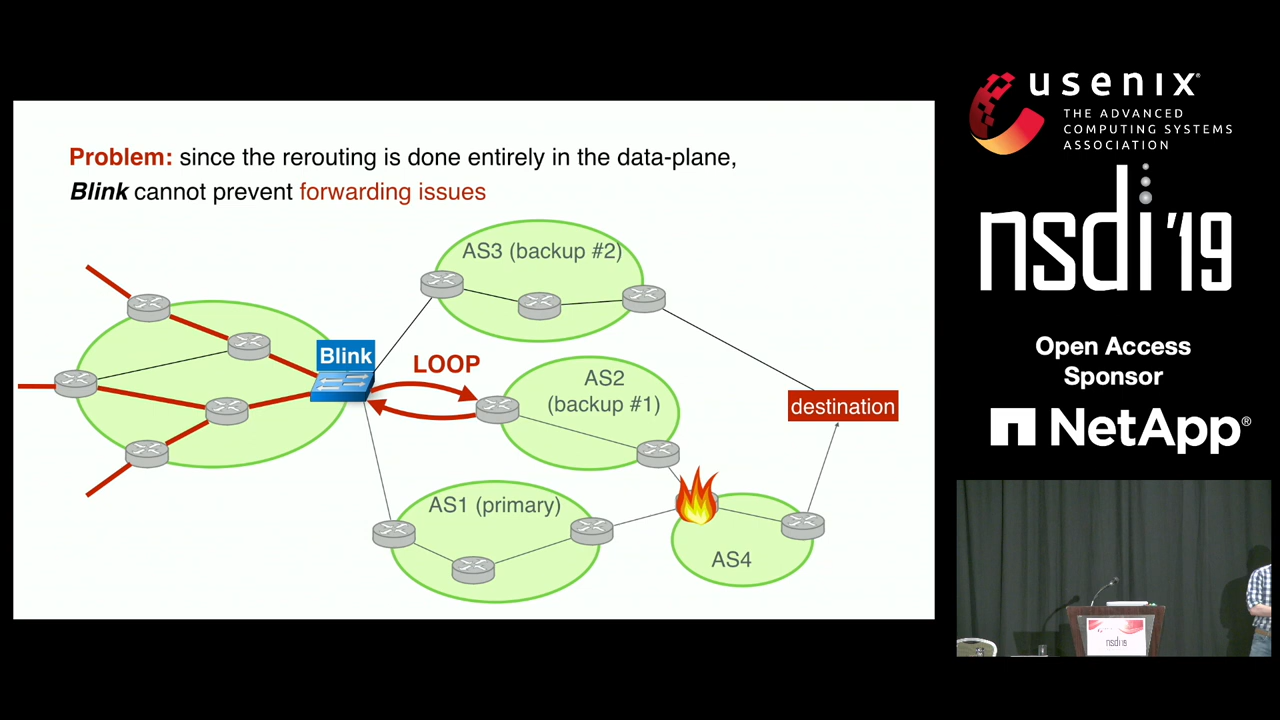 Problem: since the rerouting is done entirely in the data-plane,
Blink cannot prevent forwarding issues
AS3 (backup #2)
Blink
LOOP
AS2
(backup #1)
destination
AS1 (primary)
AS4
usenix
THE ADVANCED
COMPUTING SYSTEMS
ASSOCIATION
nsdi '19
Open Access
Sponsor
NetApp®
nsdi '19